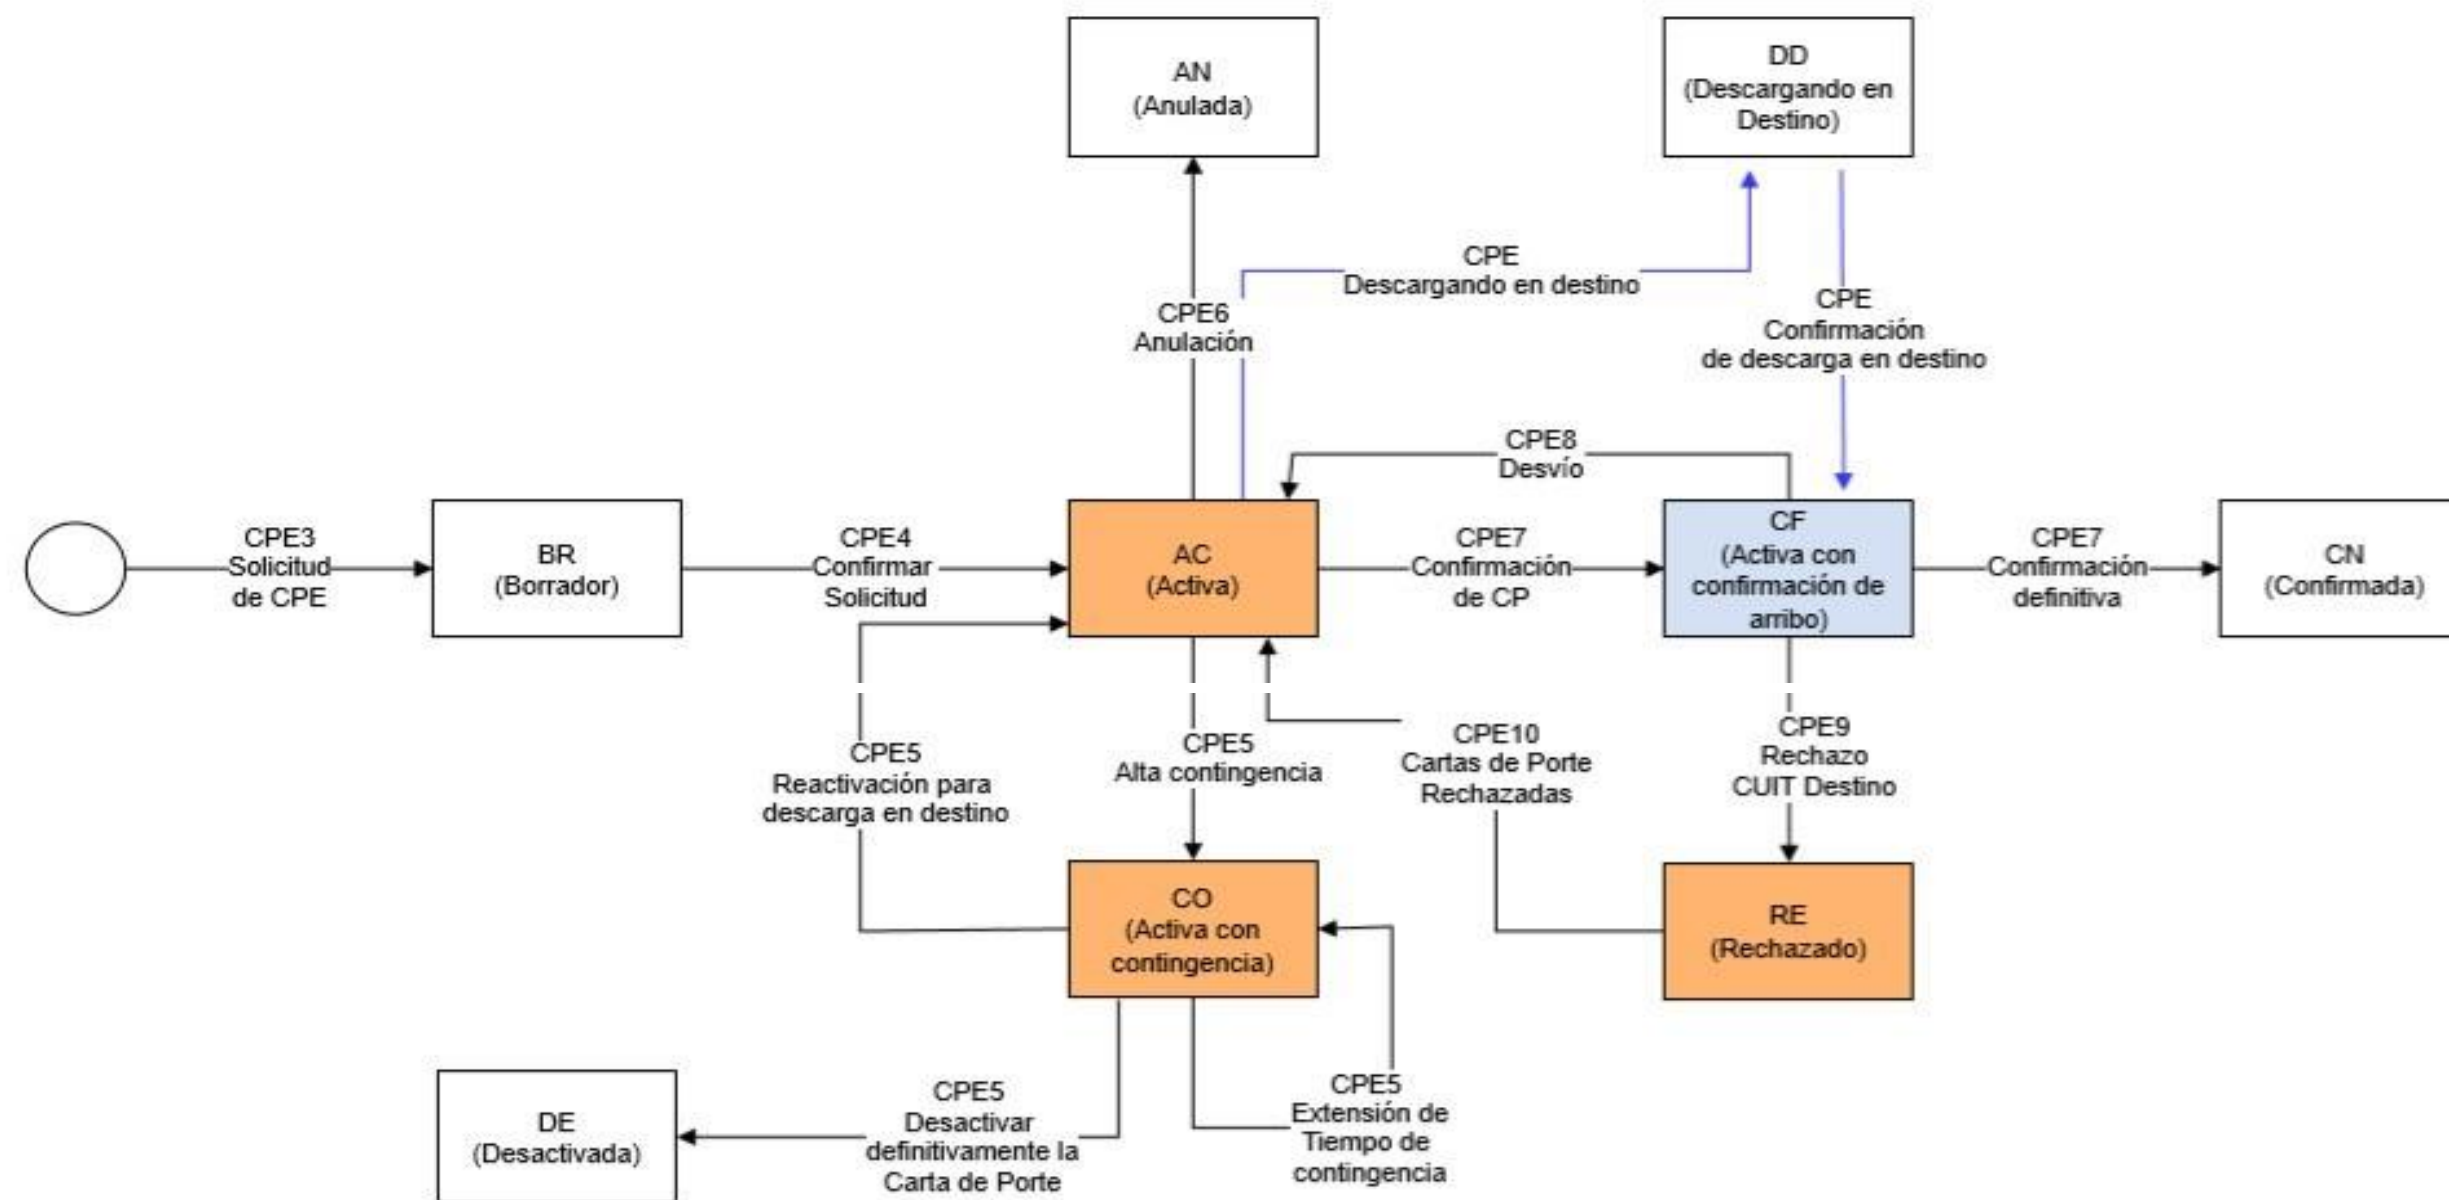 AN
(Anulada)
DD
(Descargando en
Destino)
CPE
Descargando en destino
CPE6
Anulación
CPE
Confirmación
de descarga en destino
CPE8
Desvío
CPE3
Solicitud
de CPE
BR
(Borrador)
CPE4
Confirmar
Solicitud
AC
(Activa)
CPE7
Confirmación
de CP
CF
(Activa con
confirmación de
arribo)
CPE7
Confirmación
definitiva
CN
(Confirmada)
CPE5
Reactivación para
descarga en destino
CPE5
Alta contingencia
CPE10
Cartas de Porte
Rechazadas
CPE9
Rechazo
CUIT Destino
CO
(Activa con
contingencia)
RE
(Rechazado)
DE
(Desactivada)
CPE5
Desactivar
definitivamente la
Carta de Porte
CPE5
Extensión de
Tiempo de
contingencia